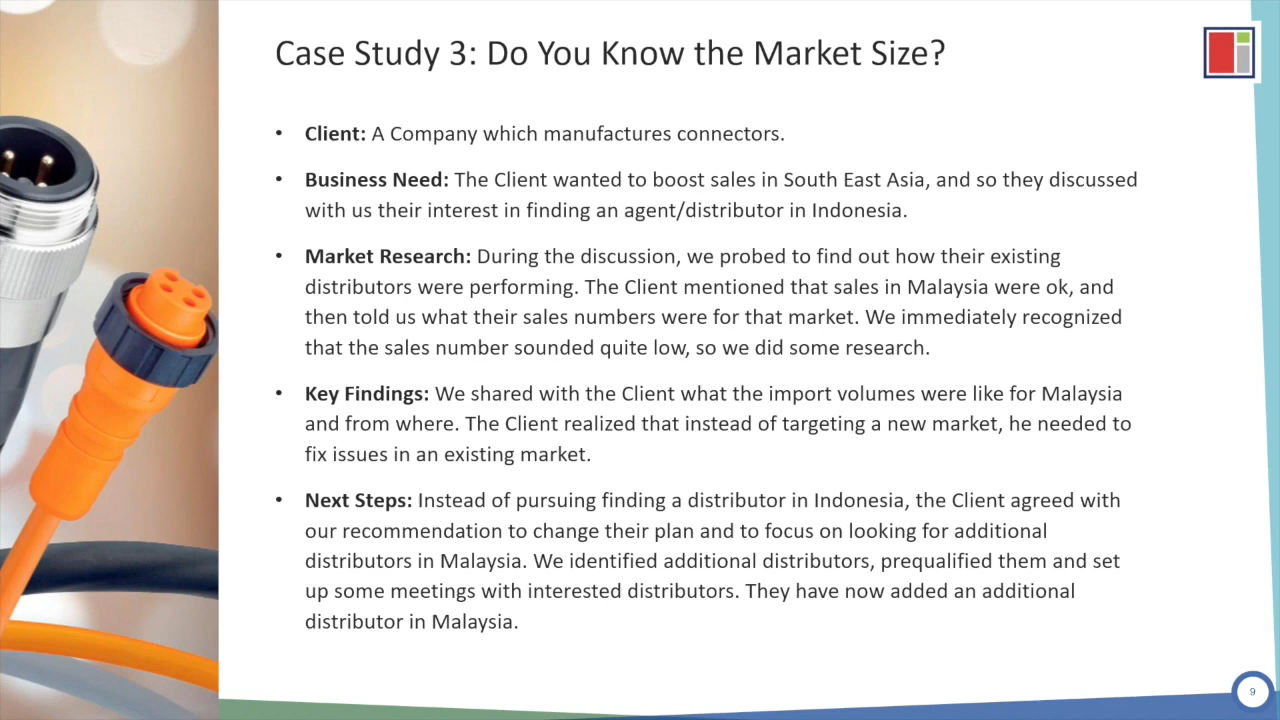 Case Study 3: Do You Know the Market Size?
• Client: A Company which manufactures connectors.
• Business Need: The Client wanted to boost sales in South East Asia, and so they discussed
with us their interest in finding an agent/distributor in Indonesia.
• Market Research: During the discussion, we probed to find out how their existing
distributors were performing. The Client mentioned that sales in Malaysia were ok, and
then told us what their sales numbers were for that market. We immediately recognized
that the sales number sounded quite low, so we did some research.
• Key Findings: We shared with the Client what the import volumes were like for Malaysia
and from where. The Client realized that instead of targeting a new market, he needed to
fix issues in an existing market.
• Next Steps: Instead of pursuing finding a distributor in Indonesia, the Client agreed with
our recommendation to change their plan and to focus on looking for additional
distributors in Malaysia. We identified additional distributors, prequalified them and set
up some meetings with interested distributors. They have now added an additional
distributor in Malaysia.
9